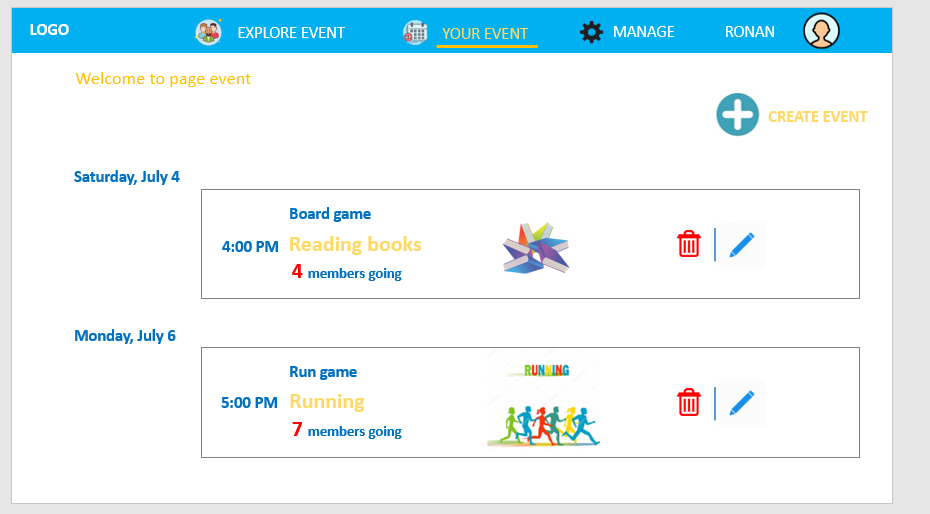 LOGO EXPLORE EVENT YOUR EVENT MANAGE RONAN
Welcome to page event
CREATE EVENT
Saturday, July 4
Board game
4:00 PM Reading books
4 members going
Monday, July 6
Run game
RUNNING
5:00 PM Running
7 members going